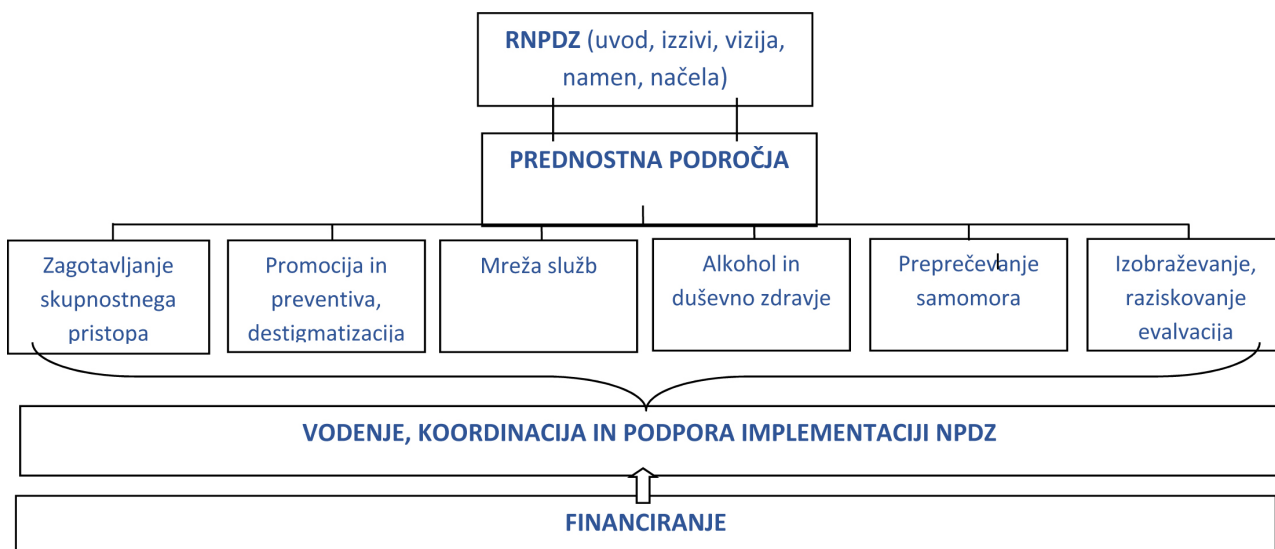 RNPDZ (uvod, izzivi, vizija,
namen, načela)
PREDNOSTNA PODROČJA
Zagotavljanje
skupnostnega
pristopa
Promocija in
preventiva,
destigmatizacija
Mreža služb
Alkohol in
duševno zdravje
Preprečevanje
samomora
Izobraževanje,
raziskovanje
evalvacija
VODENJE, KOORDINACIJA IN PODPORA IMPLEMENTACIJI NPDZ
FINANCIRANJE